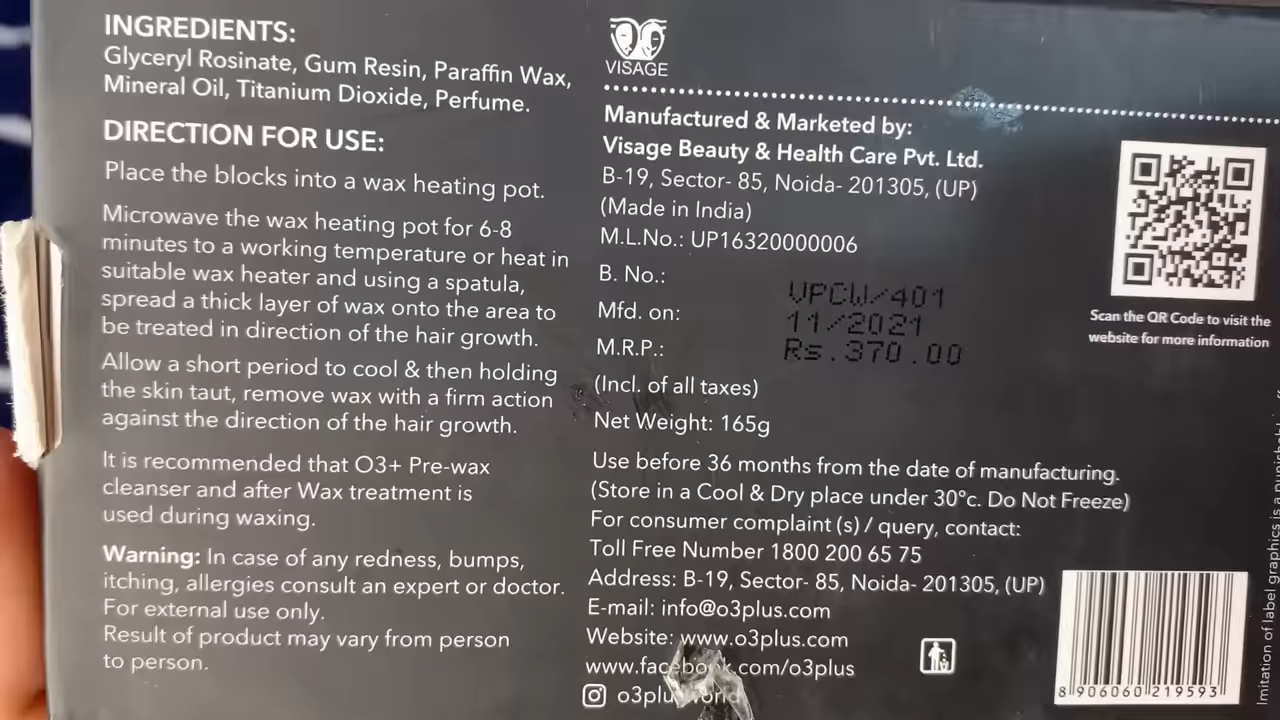 INGREDIENTS:
Glyceryl Rosinate, Gum Resin, Paraffin Wax,
Mineral Oil, Titanium Dioxide, Perfume.
DIRECTION FOR USE:
Place the blocks into a wax heating pot.
Microwave the wax heating pot for 6-8
minutes to a working temperature or heat in
suitable wax heater and using a spatula,
spread a thick layer of wax onto the area to
be treated in direction of the hair growth.
Allow a short period to cool & then holding
the skin taut, remove wax with a firm action
against the direction of the hair growth.
It is recommended that O3+ Pre-wax
cleanser and after Wax treatment is
used during waxing.
Warning: In case of any redness, bumps,
itching, allergies consult an expert or doctor.
For external use only.
Result of product may vary from person
to person.
VISAGE
Manufactured & Marketed by:
Visage Beauty & Health Care Pvt. Ltd.
B-19, Sector- 85, Noida- 201305, (UP)
(Made in India)
M.L.No.: UP16320000006
B. No.: VPCW/401
Mfd. on: 11/2021
M.R.P.: Rs.370.00
(Incl. of all taxes)
Net Weight: 165g
Use before 36 months from the date of manufacturing.
(Store in a Cool & Dry place under 30°c. Do Not Freeze)
For consumer complaint (s) / query, contact:
Toll Free Number 1800 200 65 75
Address: B-19, Sector- 85, Noida- 201305, (UP)
E-mail: info@o3plus.com
Website: www.o3plus.com
www.facebook.com/o3plus
Scan the QR Code to visit the
website for more information
8 906060 219593
Imitation of label graphics is a